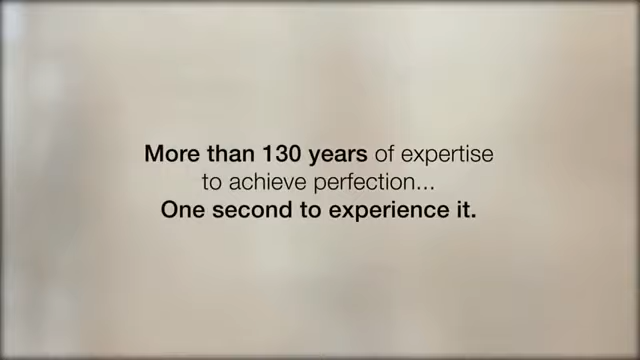 More than 130 years of expertise
to achieve perfection...
One second to experience it.